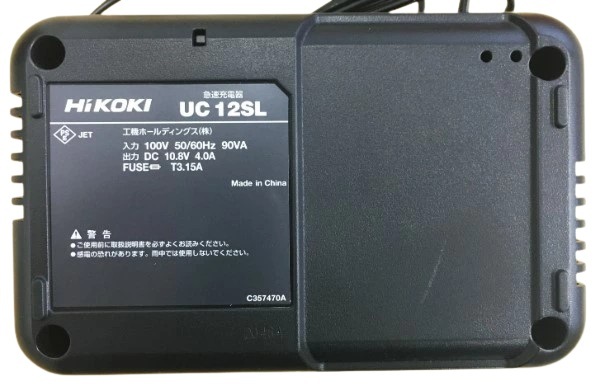 急速充電器
HiKOKI UC 12SL
PS E JET
工機ホールディングス(株)
入力 100V 50/60Hz 90VA
出力 DC 10.8V 4.0A
FUSE T3.15A
Made in China
警告
●ご使用前に取扱説明書を必ずよくお読みください。
●感電の恐れがあります。雨中では使用しないでください。
C357470A